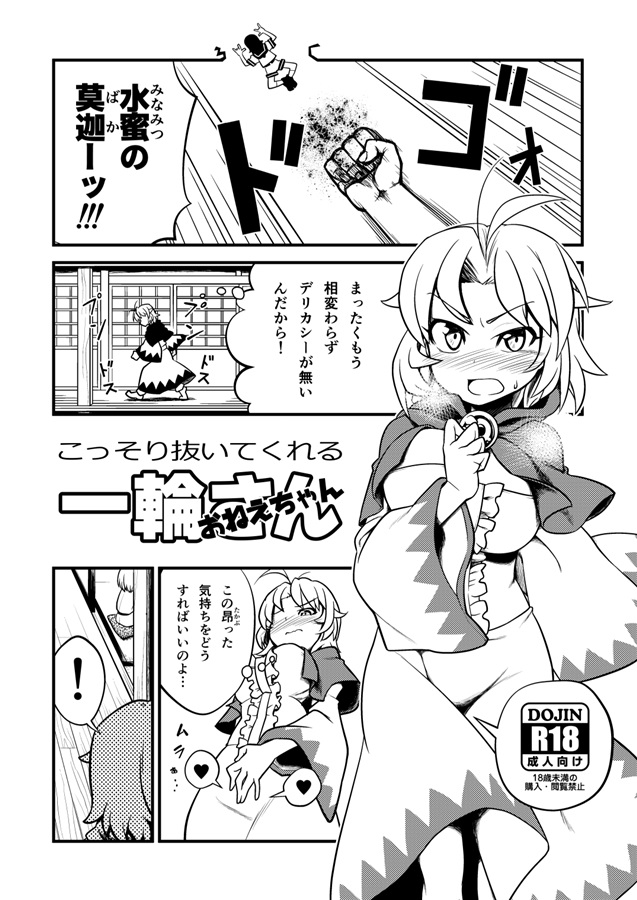 水蜜の
みなみつ
莫迦ーッ
ばか
!!!
ドゴォ
まったくもう
相変わらず
デリカシーが無い
んだから！
プンプン
ドス
ドス
こっそり抜いてくれる
一輪さん
おねえちゃん
この昂った
たかぶ
気持ちをどう
すればいいのよ…
ムラ
♥
♥
！
DOJIN
R18
成人向け
18歳未満の
購入・閲覧禁止